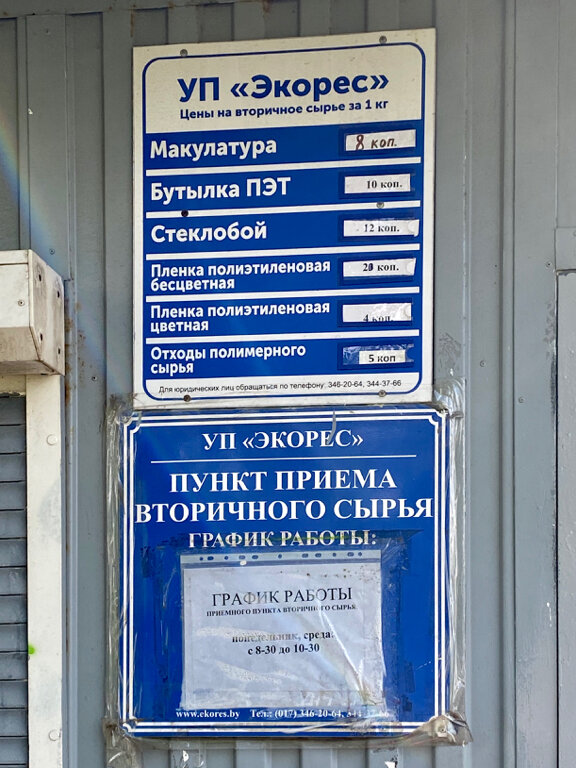 УП «Экорес»
Цены на вторичное сырье за 1 кг
Макулатура 8 коп.
Бутылка ПЭТ 10 коп.
Стеклобой 12 коп.
Пленка полиэтиленовая
бесцветная коп.
Пленка полиэтиленовая
цветная 4 коп.
Отходы полимерного
сырья 5 коп
Для юридических лиц обращаться по телефону: 346-20-64, 344-37-66
УП «ЭКОРЕС»
ПУНКТ ПРИЕМА
ВТОРИЧНОГО СЫРЬЯ
ГРАФИК РАБОТЫ:
ГРАФИК РАБОТЫ
ПРИЕМНОГО ПУНКТА ВТОРИЧНОГО СЫРЬЯ
понедельник, среда:
с 8-30 до 10-30
www.ekores.by Тел.: (017) 346-20-64,